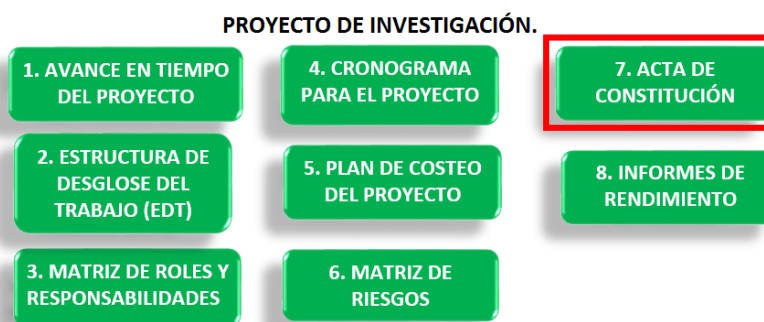 PROYECTO DE INVESTIGACIÓN.
1. AVANCE EN TIEMPO
DEL PROYECTO
2. ESTRUCTURA DE
DESGLOSE DEL
TRABAJO (EDT)
3. MATRIZ DE ROLES Y
RESPONSABILIDADES
4. CRONOGRAMA
PARA EL PROYECTO
5. PLAN DE COSTEO
DEL PROYECTO
6. MATRIZ DE
RIESGOS
7. ACTA DE
CONSTITUCIÓN
8. INFORMES DE
RENDIMIENTO